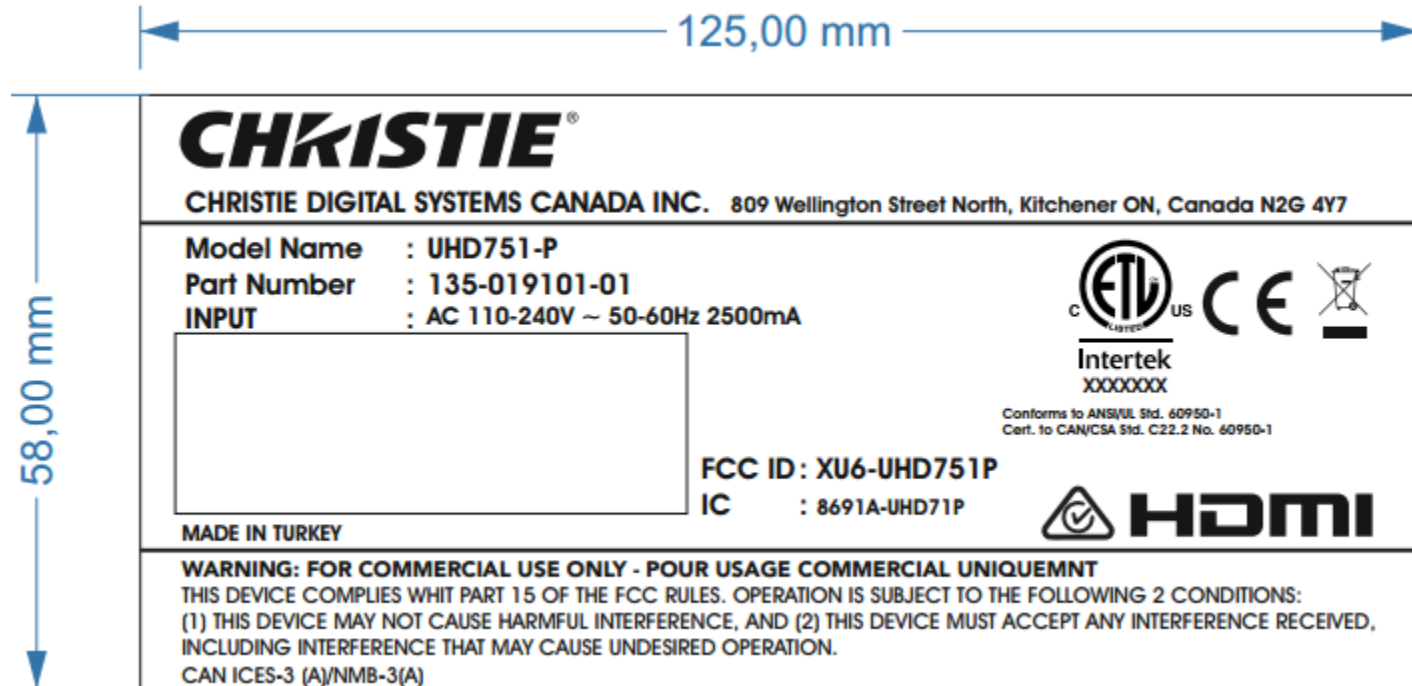 125,00 mm
58,00 mm
CHRISTIE®
CHRISTIE DIGITAL SYSTEMS CANADA INC. 809 Wellington Street North, Kitchener ON, Canada N2G 4Y7
Model Name : UHD751-P
Part Number : 135-019101-01
INPUT : AC 110-240V ~ 50-60Hz 2500mA
C ETL LISTED US CE
Intertek
XXXXXXX
Conforms to ANSI/UL Std. 60950-1
Cert. to CAN/CSA Std. C22.2 No. 60950-1
FCC ID : XU6-UHD751P
IC : 8691A-UHD71P
HDMI
MADE IN TURKEY
WARNING: FOR COMMERCIAL USE ONLY - POUR USAGE COMMERCIAL UNIQUEMNT
THIS DEVICE COMPLIES WHIT PART 15 OF THE FCC RULES. OPERATION IS SUBJECT TO THE FOLLOWING 2 CONDITIONS:
(1) THIS DEVICE MAY NOT CAUSE HARMFUL INTERFERENCE, AND (2) THIS DEVICE MUST ACCEPT ANY INTERFERENCE RECEIVED,
INCLUDING INTERFERENCE THAT MAY CAUSE UNDESIRED OPERATION.
CAN ICES-3 (A)/NMB-3(A)